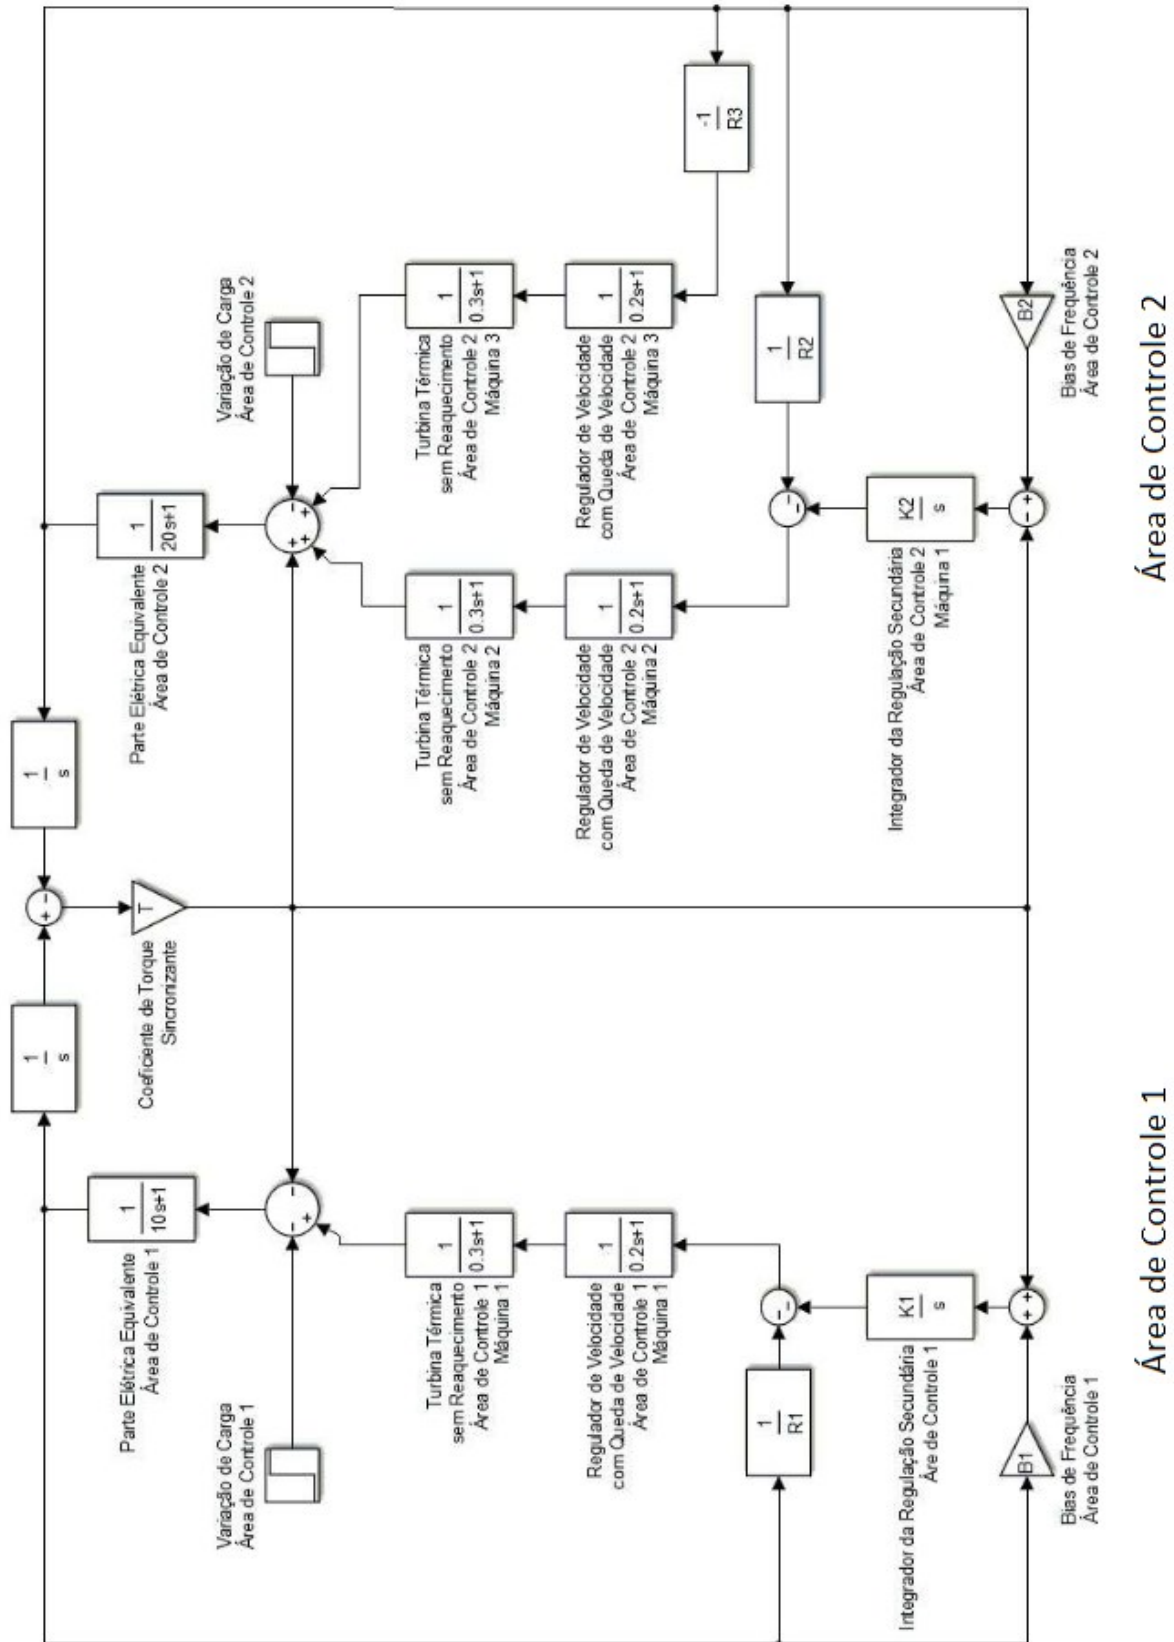 1
s
+
-
1
s
Coeficiente de Torque
Sincronizante
T
1
10s+1
Parte Elétrica Equivalente
Área de Controle 1
1
20s+1
Parte Elétrica Equivalente
Área de Controle 2
Variação de Carga
Área de Controle 1
-
-
+
+
-
+
+
Variação de Carga
Área de Controle 2
1
0.3s+1
Turbina Térmica
sem Reaquecimento
Área de Controle 1
Máquina 1
1
0.3s+1
Turbina Térmica
sem Reaquecimento
Área de Controle 2
Máquina 2
1
0.3s+1
Turbina Térmica
sem Reaquecimento
Área de Controle 2
Máquina 3
1
0.2s+1
Regulador de Velocidade
com Queda de Velocidade
Área de Controle 1
Máquina 1
1
0.2s+1
Regulador de Velocidade
com Queda de Velocidade
Área de Controle 2
Máquina 2
1
0.2s+1
Regulador de Velocidade
com Queda de Velocidade
Área de Controle 2
Máquina 3
-1
R3
1
R1
-
-
-
-
1
R2
K1
s
Integrador da Regulação Secundária
Áre de Controle 1
K2
s
Integrador da Regulação Secundária
Área de Controle 2
Máquina 1
B1
Bias de Frequência
Área de Controle 1
+
+
-
+
B2
Bias de Frequência
Área de Controle 2
Área de Controle 1
Área de Controle 2